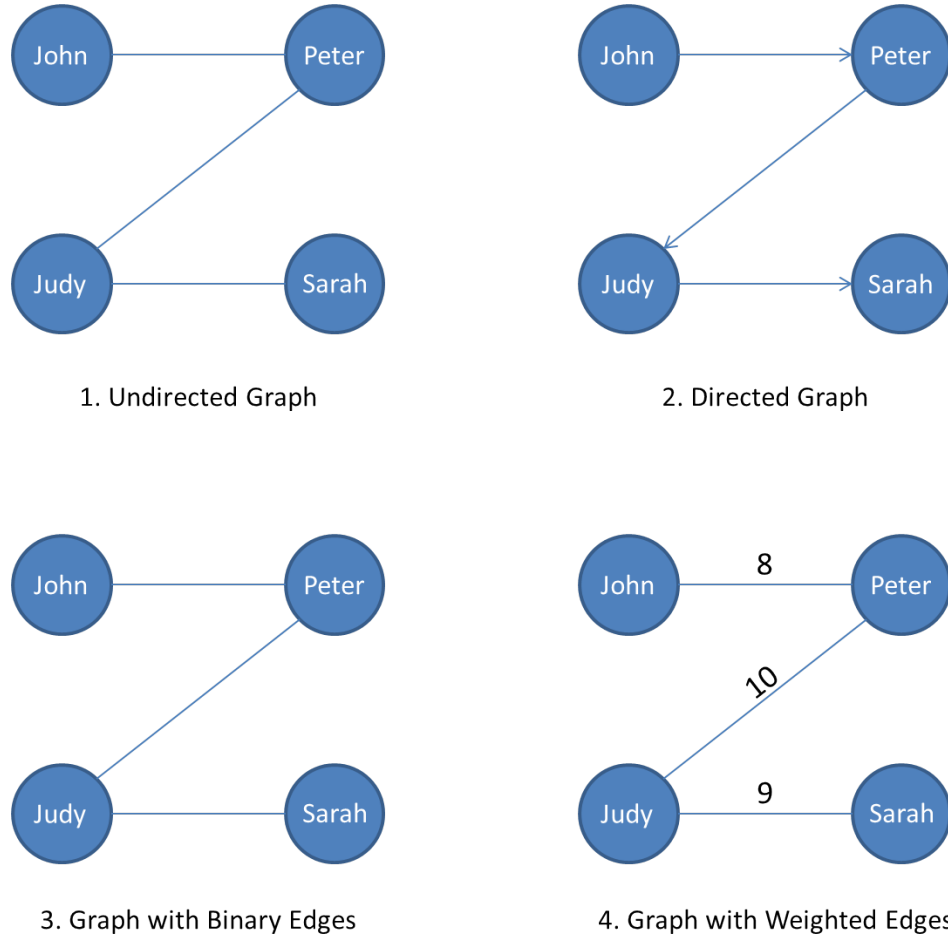 John
Peter
Judy
Sarah
1. Undirected Graph
John
Peter
Judy
Sarah
2. Directed Graph
John
Peter
Judy
Sarah
3. Graph with Binary Edges
John
8
Peter
10
Judy
9
Sarah
4. Graph with Weighted Edges